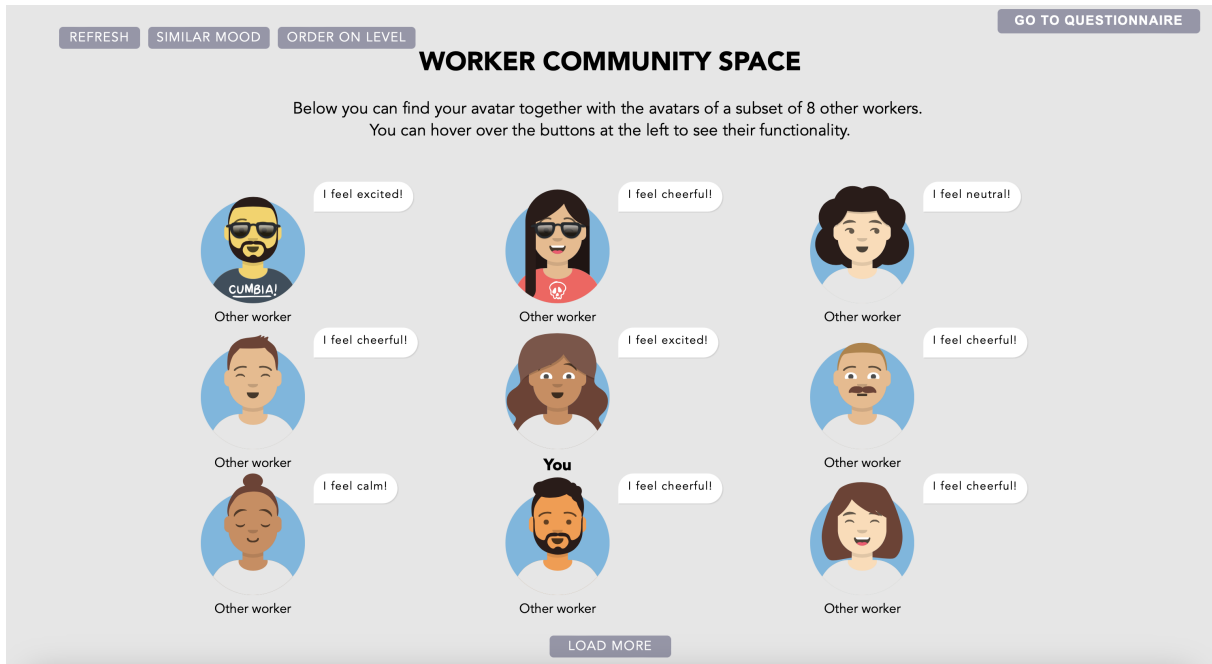 GO TO QUESTIONNAIRE
REFRESH
SIMILAR MOOD
ORDER ON LEVEL
WORKER COMMUNITY SPACE
Below you can find your avatar together with the avatars of a subset of 8 other workers.
You can hover over the buttons at the left to see their functionality.
I feel excited!
I feel cheerful!
I feel neutral!
CUMBIA!
Other worker
Other worker
Other worker
I feel cheerful!
I feel excited!
I feel cheerful!
Other worker
You
Other worker
I feel calm!
I feel cheerful!
I feel cheerful!
Other worker
Other worker
Other worker
LOAD MORE